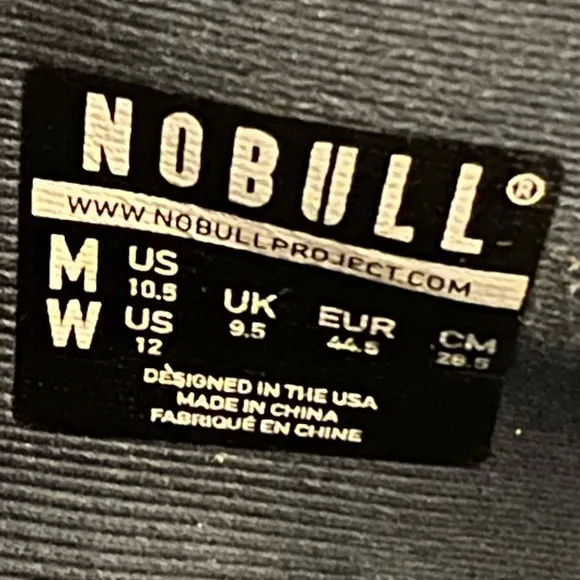 NOBULL®
WWW.NOBULLPROJECT.COM
M US UK EUR CM
10.5 9.5 44.5 28.5
W US
12
DESIGNED IN THE USA
MADE IN CHINA
FABRIQUÉ EN CHINE